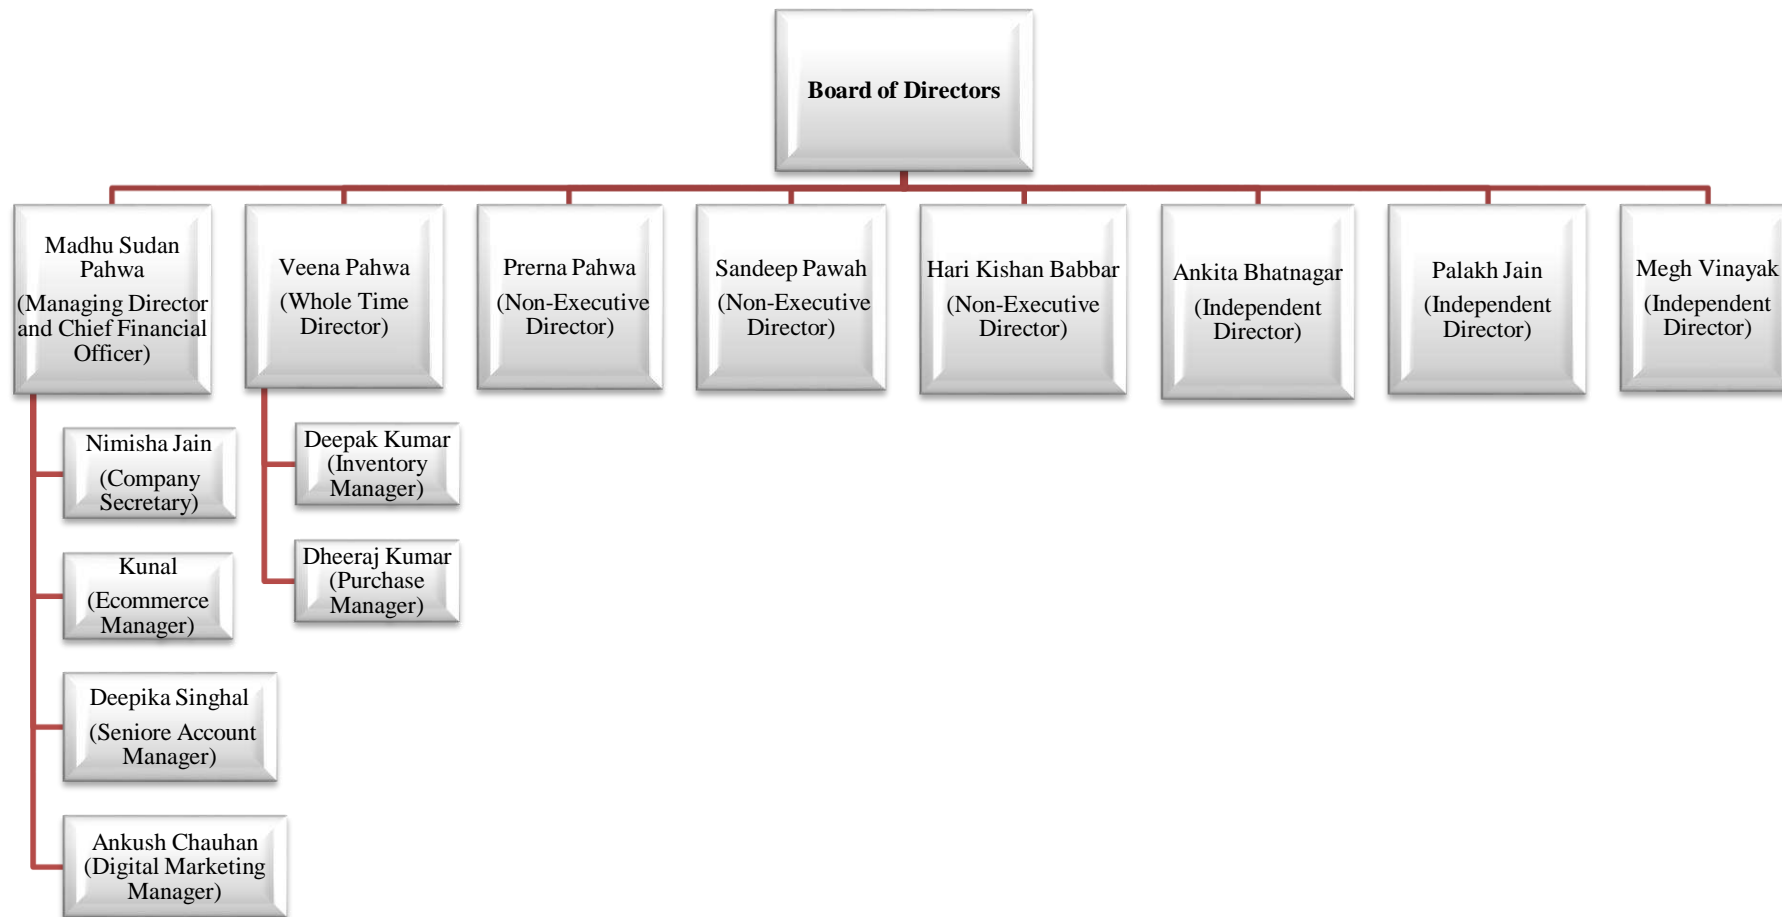 Board of Directors
Madhu Sudan
Pahwa
(Managing Director
and Chief Financial
Officer)
Veena Pahwa
(Whole Time
Director)
Prerna Pahwa
(Non-Executive
Director)
Sandeep Pawah
(Non-Executive
Director)
Hari Kishan Babbar
(Non-Executive
Director)
Ankita Bhatnagar
(Independent
Director)
Palakh Jain
(Independent
Director)
Megh Vinayak
(Independent
Director)
Nimisha Jain
(Company
Secretary)
Kunal
(Ecommerce
Manager)
Deepika Singhal
(Seniore Account
Manager)
Ankush Chauhan
(Digital Marketing
Manager)
Deepak Kumar
(Inventory
Manager)
Dheeraj Kumar
(Purchase
Manager)